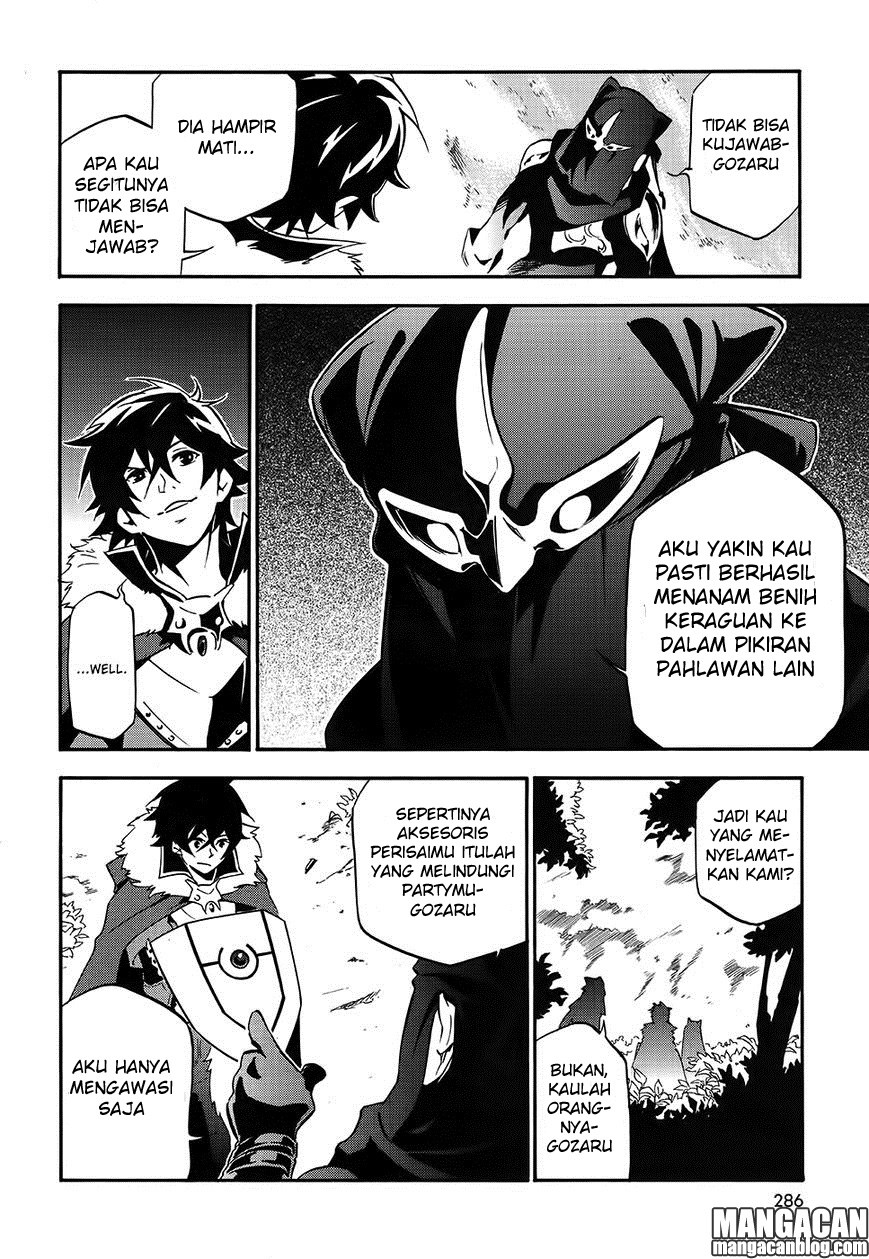 TIDAK BISA
KUJAWAB-
GOZARU
DIA HAMPIR
MATI...
APA KAU
SEGITUNYA
TIDAK BISA
MEN-
JAWAB?
AKU YAKIN KAU
PASTI BERHASIL
MENANAM BENIH
KERAGUAN KE
DALAM PIKIRAN
PAHLAWAN LAIN
...WELL.
JADI KAU
YANG ME-
NYELAMAT-
KAN KAMI?
BUKAN,
KAULAH
ORANG-
NYA-
GOZARU
SEPERTINYA
AKSESORIS
PERISAIMU ITULAH
YANG MELINDUNGI
PARTYMU-
GOZARU
AKU HANYA
MENGAWASI
SAJA
286
MANGACAN
mangacanblog.com